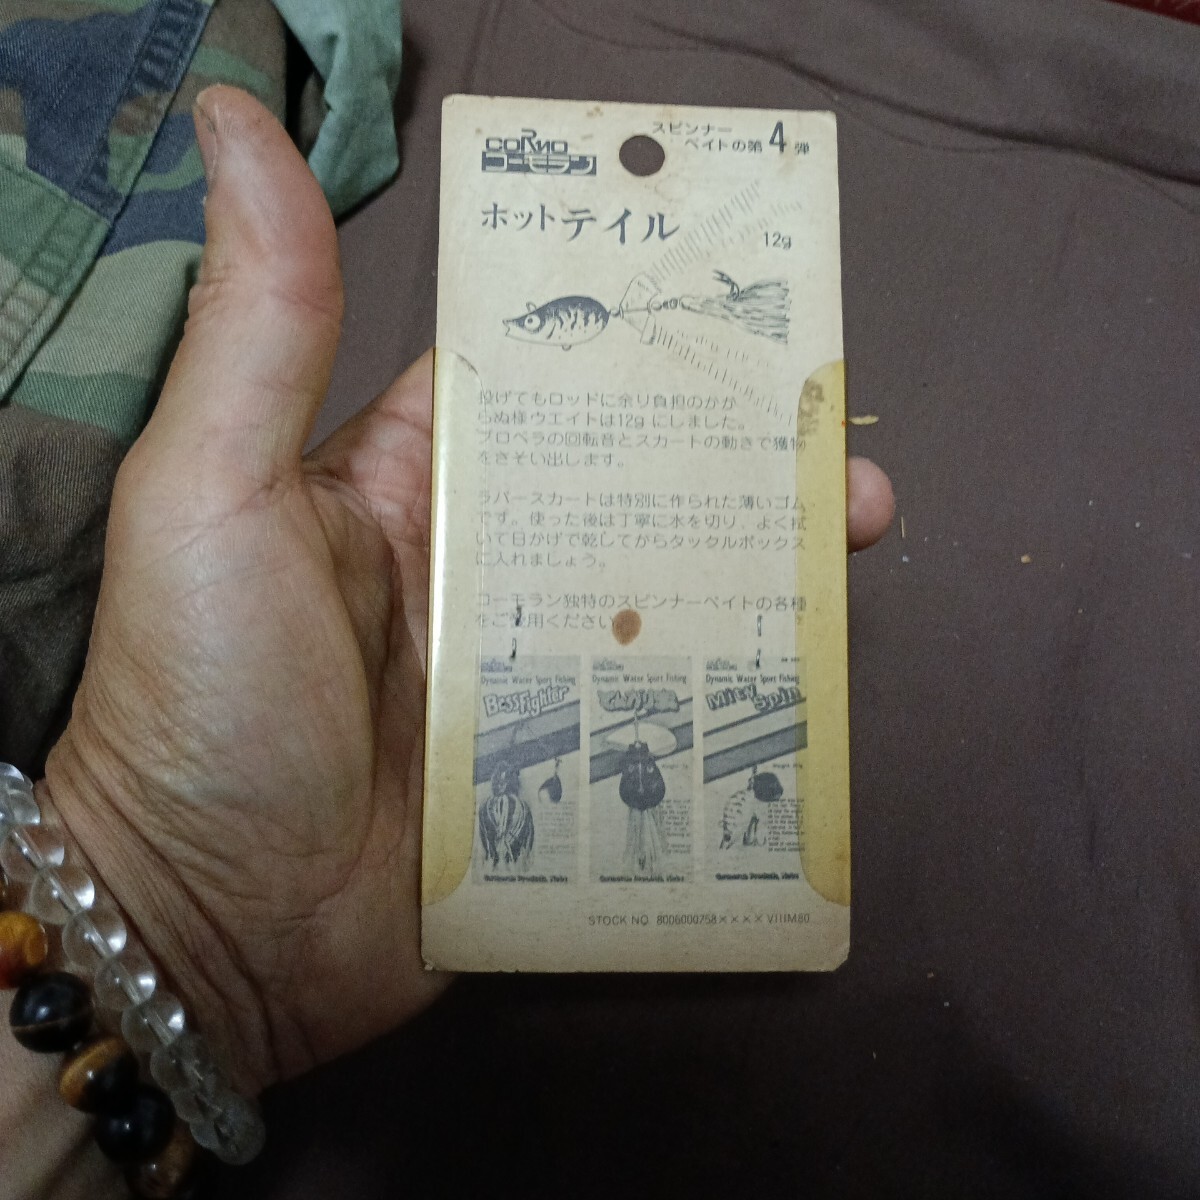 CORMO
コーモラン
スピンナー
ベイトの第4弾
ホットテイル
12g
投げてもロッドに余り負担のかか
らぬ様ウエイトは12gにしました。
プロペラの回転音とスカートの動きで獲物
をさそい出します。
ラバースカートは特別に作られた薄いゴム
です。使った後は丁寧に水を切り、よく拭
いて日かげで乾してからタックルボックス
に入れましょう。
コーモラン独特のスピンナーベイトの各種
をご愛用ください
Dynamic Water Sport Fishing
BassFighter
Dynamic Water Sport Fishing
Dynamic Water Sport Fishing
Mity Spin
STOCK NO. 8006000758×××× VIIIM80